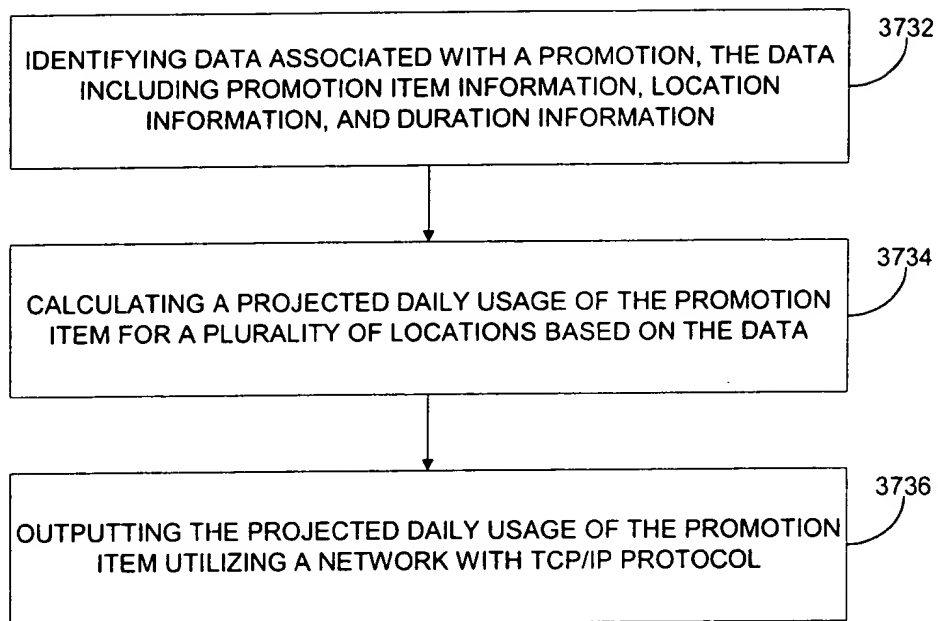 3732
IDENTIFYING DATA ASSOCIATED WITH A PROMOTION, THE DATA
INCLUDING PROMOTION ITEM INFORMATION, LOCATION
INFORMATION, AND DURATION INFORMATION
3734
CALCULATING A PROJECTED DAILY USAGE OF THE PROMOTION
ITEM FOR A PLURALITY OF LOCATIONS BASED ON THE DATA
3736
OUTPUTTING THE PROJECTED DAILY USAGE OF THE PROMOTION
ITEM UTILIZING A NETWORK WITH TCP/IP PROTOCOL